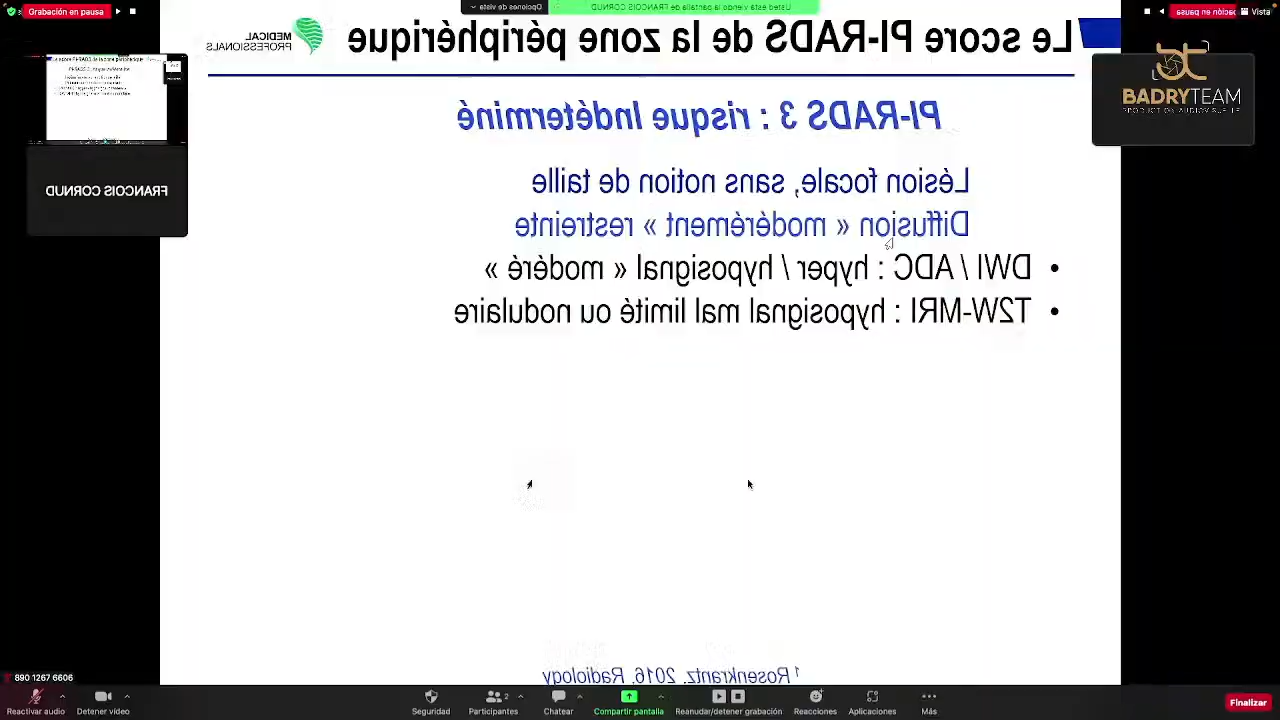 Grabación en pausa
Opciones de vista
Usted está viendo la pantalla de FRANCOIS CORNUD
Vista
MEDICAL
PROFESSIONALS
Le score PI-RADS de la zone périphérique
BADRYTEAM
FRANCOIS CORNUD
PI-RADS 3 : risque Indéterminé
Lésion focale, sans notion de taille
Diffusion « modérément » restreinte
• DWI / ADC : hyper / hyposignal « modéré »
• T2W-MRI : hyposignal mal limité ou nodulaire
¹ Rosenkrantz. 2016. Radiology
890 1267 6606
Reactivar audio
Detener video
Seguridad
Participantes 2
Chatear
Compartir pantalla
Reanudar/detener grabación
Reacciones
Aplicaciones
Más
Finalizar